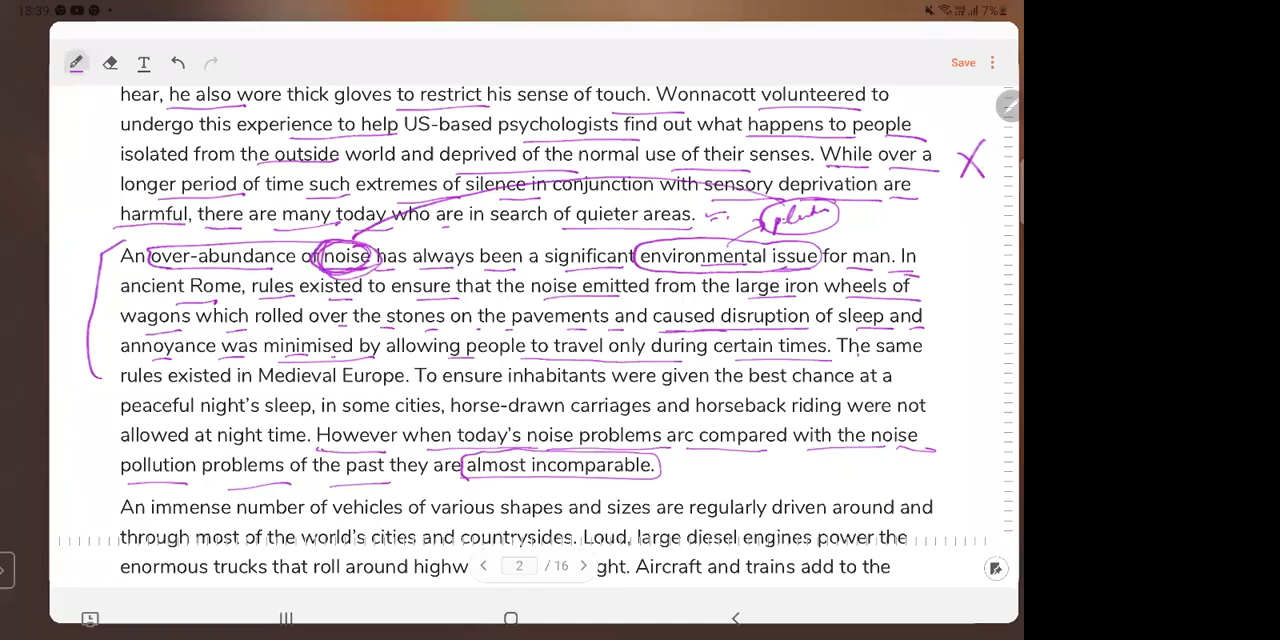 18:39
7%
Save
hear, he also wore thick gloves to restrict his sense of touch. Wonnacott volunteered to
undergo this experience to help US-based psychologists find out what happens to people
isolated from the outside world and deprived of the normal use of their senses. While over a
longer period of time such extremes of silence in conjunction with sensory deprivation are
harmful, there are many today who are in search of quieter areas.
An over-abundance of noise has always been a significant environmental issue for man. In
ancient Rome, rules existed to ensure that the noise emitted from the large iron wheels of
wagons which rolled over the stones on the pavements and caused disruption of sleep and
annoyance was minimised by allowing people to travel only during certain times. The same
rules existed in Medieval Europe. To ensure inhabitants were given the best chance at a
peaceful night's sleep, in some cities, horse-drawn carriages and horseback riding were not
allowed at night time. However when today's noise problems are compared with the noise
pollution problems of the past they are almost incomparable.
An immense number of vehicles of various shapes and sizes are regularly driven around and
through most of the world's cities and countrysides. Loud, large diesel engines power the
enormous trucks that roll around highw ght. Aircraft and trains add to the
2 / 16